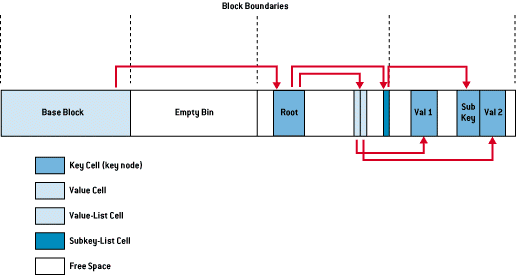 Block Boundaries
Base Block
Empty Bin
Root
Val 1
Sub
Key
Val 2
Key Cell (key node)
Value Cell
Value-List Cell
Subkey-List Cell
Free Space